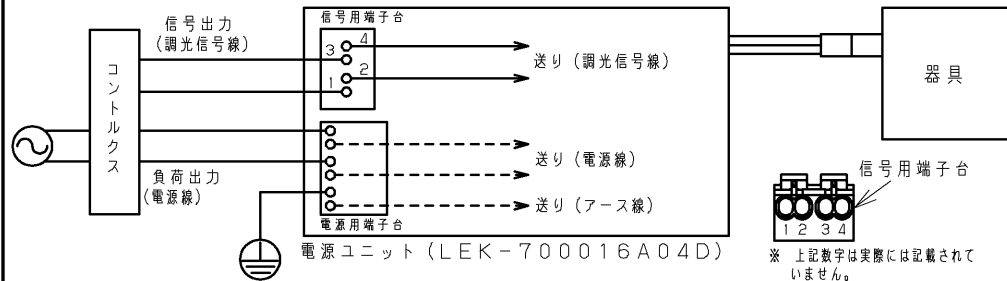 信号出力
(調光信号線)
コントルクス
負荷出力
(電源線)
信号用端子台
4
3
2
1
電源用端子台
送り(調光信号線)
送り(電源線)
送り(アース線)
電源ユニット(LEK-700016A04D)
器具
信号用端子台
1 2 3 4
※ 上記数字は実際には記載されて
いません。